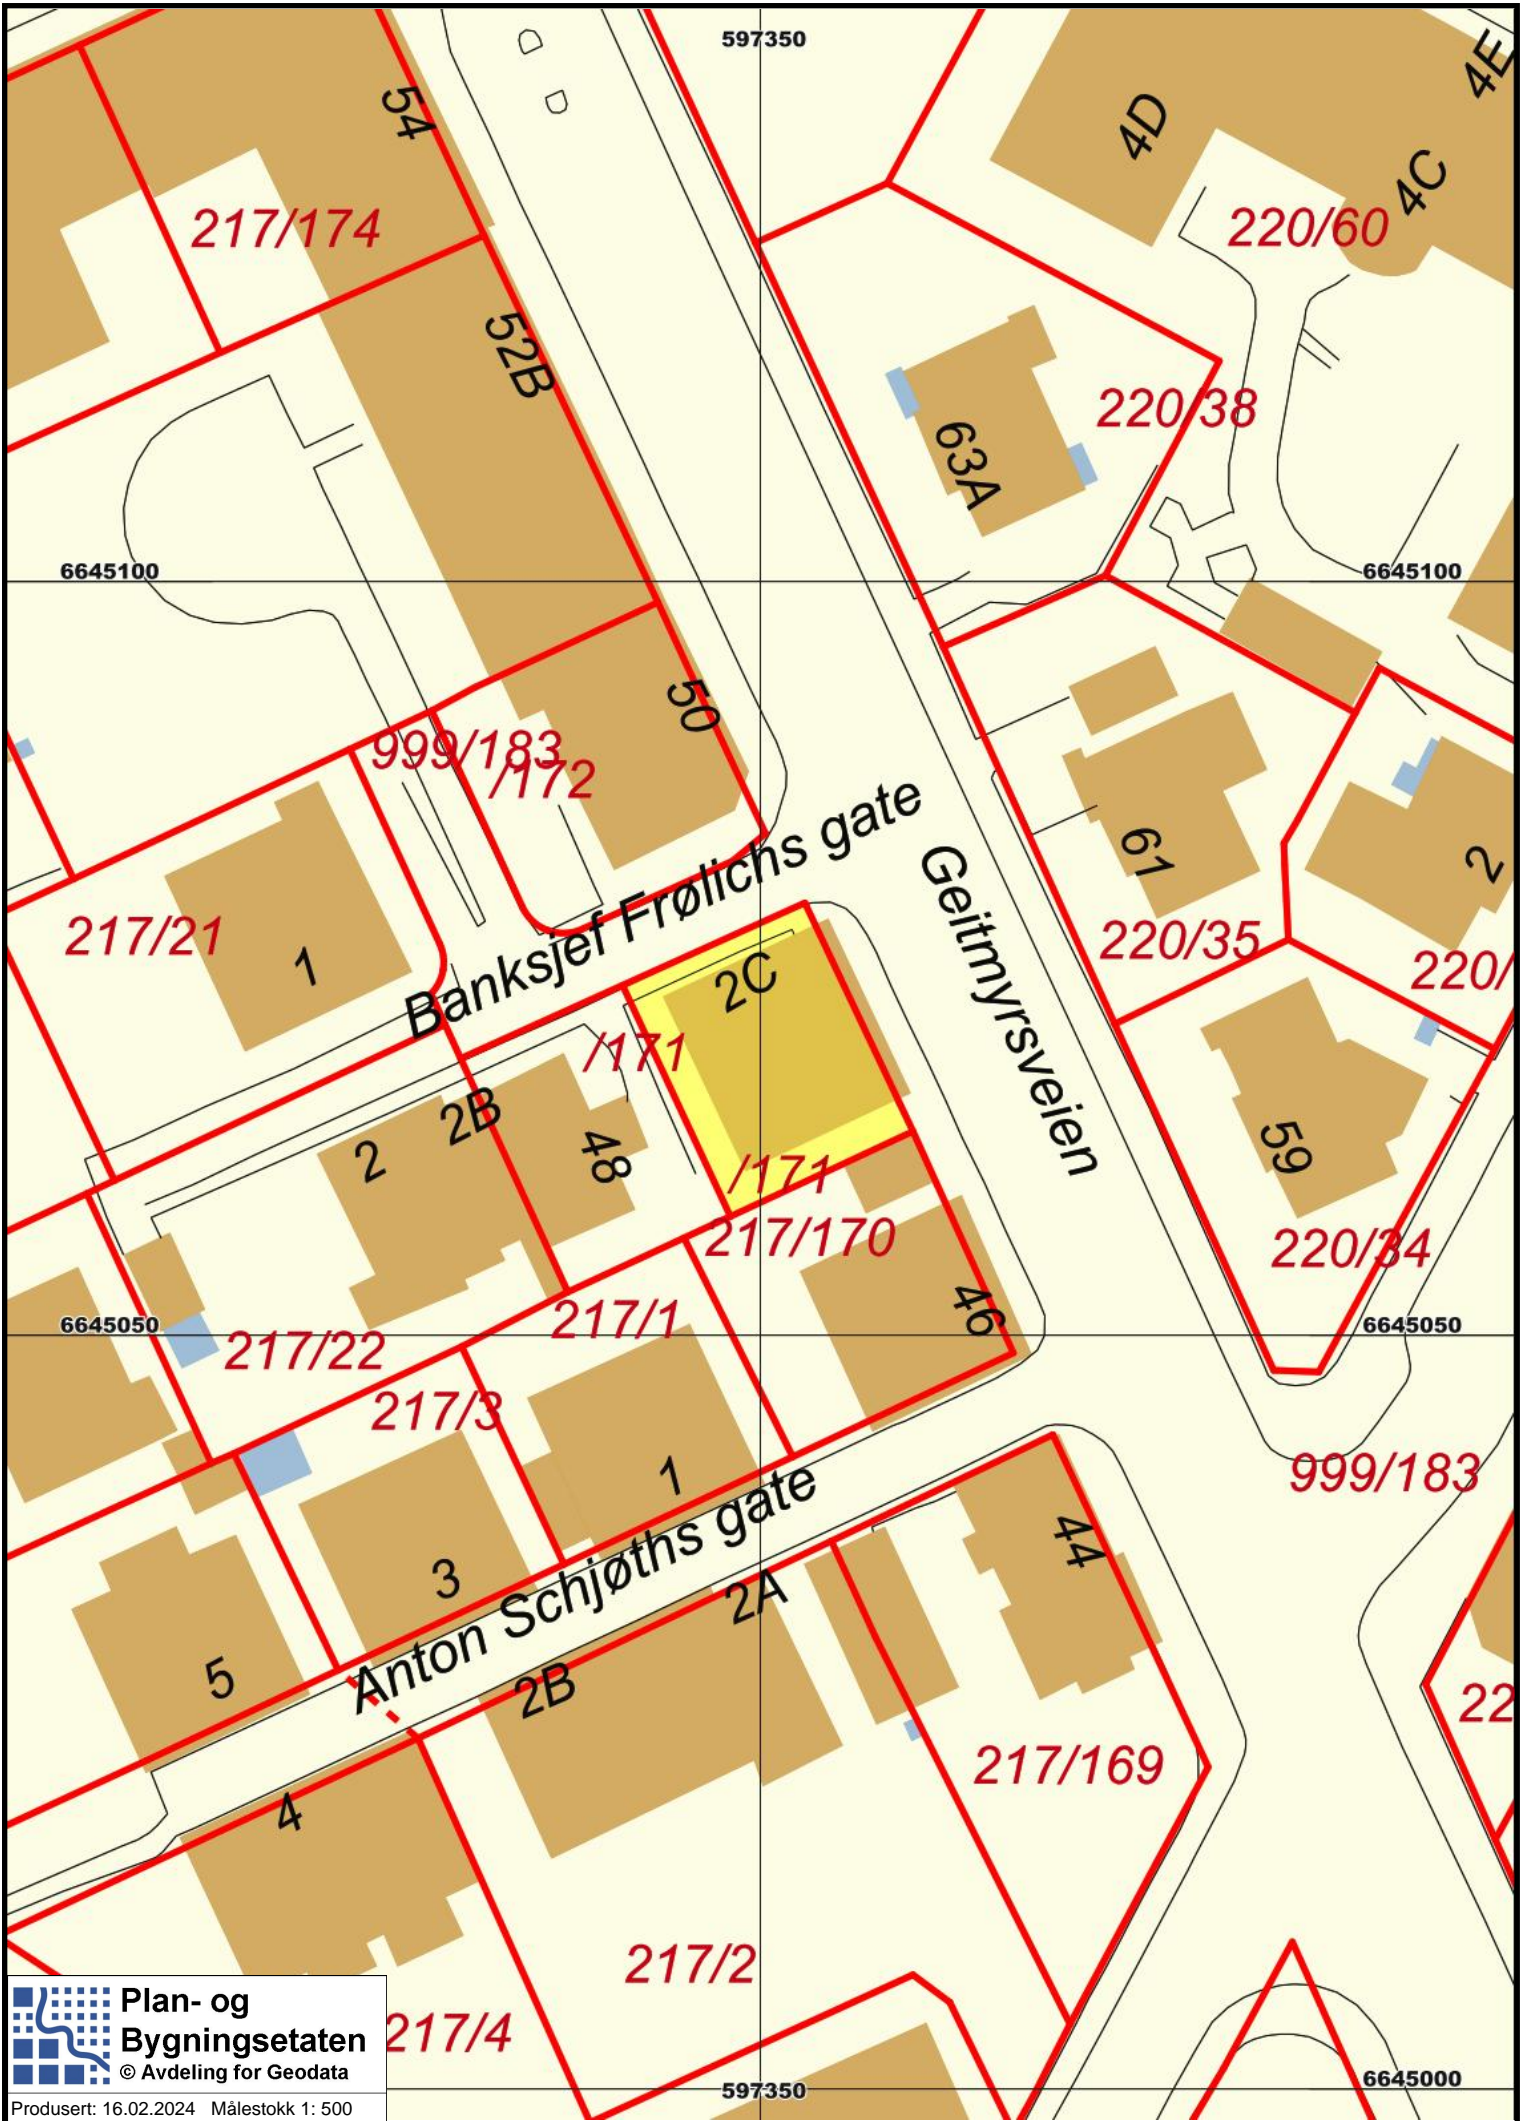 597350
4E
4D
54
4C
217/174
220/60
52B
220/38
63A
6645100
6645100
50
999/183
/172
61
2
Banksjef Frølichs gate
Geitmyrsveien
217/21
1
220/35
220/
2C
/171
2B
2
48
59
/171
217/170
220/34
46
217/1
6645050
6645050
217/22
217/3
1
999/183
3
Anton Schjøths gate
44
2A
5
2B
22
217/169
4
217/2
217/4
Plan- og
Bygningsetaten
© Avdeling for Geodata
597350
6645000
Produsert: 16.02.2024 Målestokk 1: 500